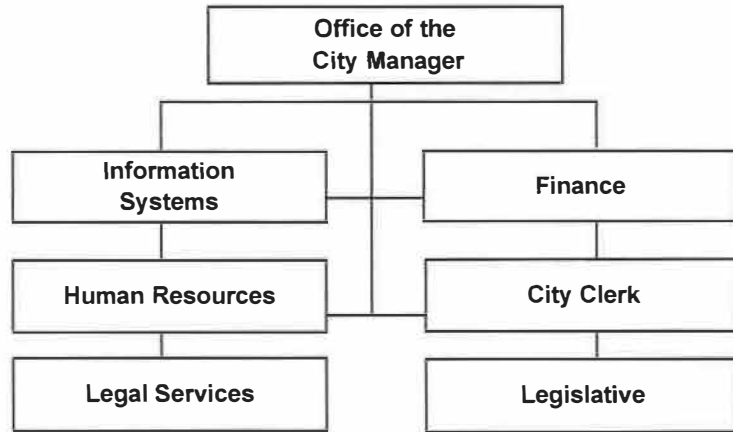 Office of the
City Manager
Information
Systems
Finance
Human Resources
City Clerk
Legal Services
Legislative